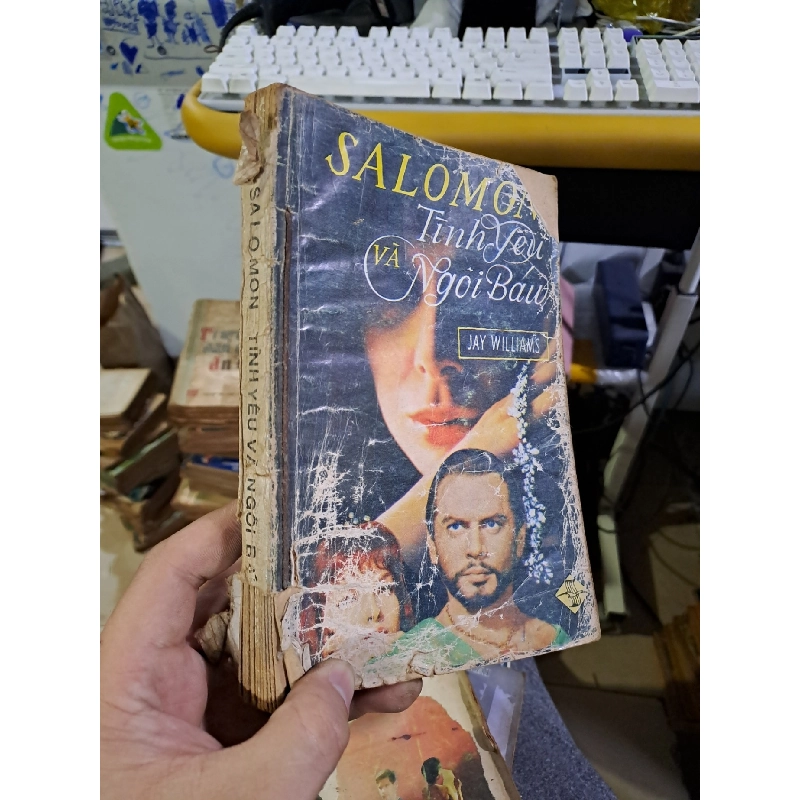 SALOMON
Tình Yêu
VÀ
Ngôi Báu
JAY WILLIAMS
SALOMON TÌNH YÊU VÀ NGÔI B